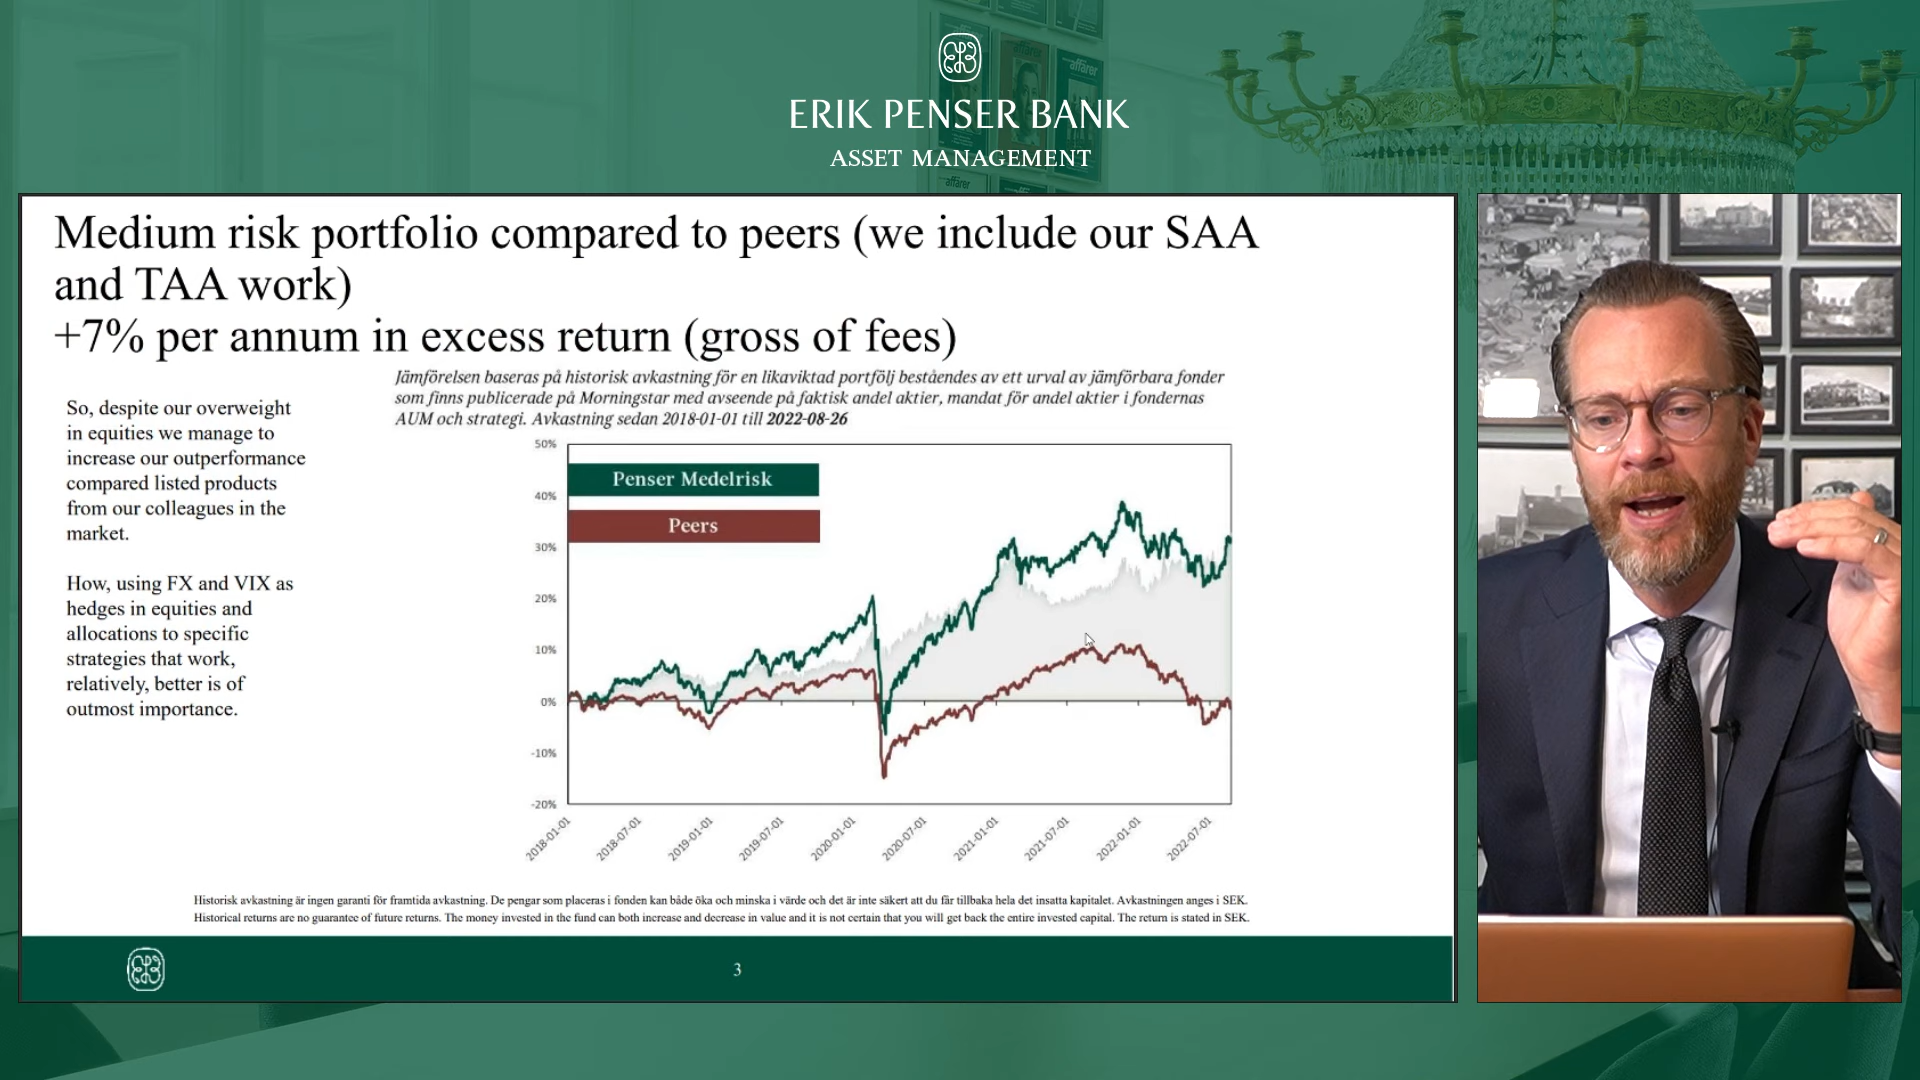 affärer
affärer
ERIK PENSER BANK
ASSET MANAGEMENT
affärer
Medium risk portfolio compared to peers (we include our SAA
and TAA work)
+7% per annum in excess return (gross of fees)
Jämförelsen baseras på historisk avkastning för en likaviktad portfölj beståendes av ett urval av jämförbara fonder
som finns publicerade på Morningstar med avseende på faktisk andel aktier, mandat för andel aktier i fondernas
AUM och strategi. Avkastning sedan 2018-01-01 till 2022-08-26
So, despite our overweight
in equities we manage to
increase our outperformance
compared listed products
from our colleagues in the
market.
How, using FX and VIX as
hedges in equities and
allocations to specific
strategies that work,
relatively, better is of
outmost importance.
50%
40%
30%
20%
10%
0%
-10%
-20%
Penser Medelrisk
Peers
2018-01-01
2018-07-01
2019-01-01
2019-07-01
2020-01-01
2020-07-01
2021-01-01
2021-07-01
2022-01-01
2022-07-01
Historisk avkastning är ingen garanti för framtida avkastning. De pengar som placeras i fonden kan både öka och minska i värde och det är inte säkert att du får tillbaka hela det insatta kapitalet. Avkastningen anges i SEK.
Historical returns are no guarantee of future returns. The money invested in the fund can both increase and decrease in value and it is not certain that you will get back the entire invested capital. The return is stated in SEK.
3